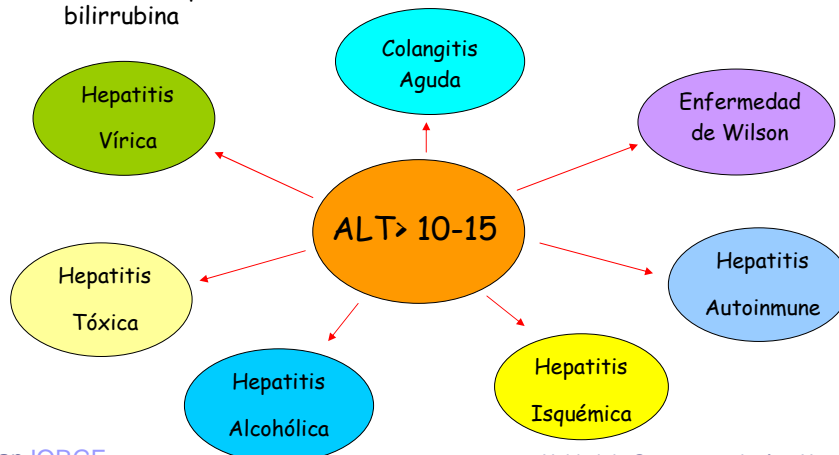 bilirrubina
Colangitis
Aguda
Hepatitis
Vírica
Enfermedad
de Wilson
ALT> 10-15
Hepatitis
Autoinmune
Hepatitis
Tóxica
Hepatitis
Isquémica
Hepatitis
Alcohólica